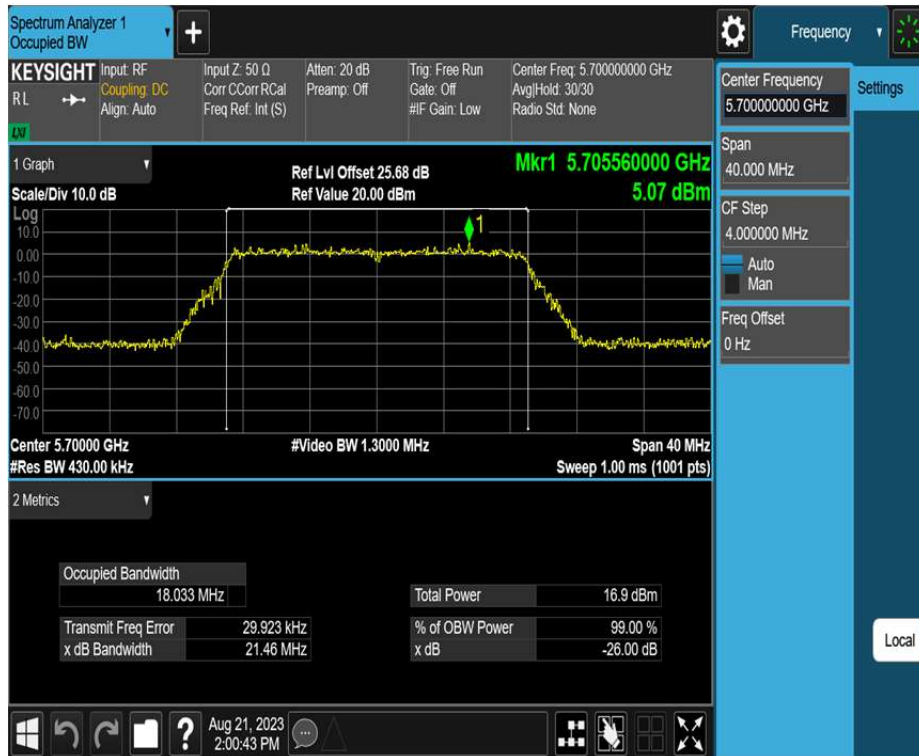 Spectrum Analyzer 1
Occupied BW
+
Frequency
KEYSIGHT
R L
LXI
Input: RF
Coupling: DC
Align: Auto
Input Z: 50 Ω
Corr CCorr RCal
Freq Ref: Int (S)
Atten: 20 dB
Preamp: Off
Trig: Free Run
Gate: Off
#IF Gain: Low
Center Freq: 5.700000000 GHz
Avg|Hold: 30/30
Radio Std: None
Center Frequency
5.700000000 GHz
Settings
Span
40.000 MHz
CF Step
4.000000 MHz
Auto
Man
Freq Offset
0 Hz
Local
1 Graph
Scale/Div 10.0 dB
Ref Lvl Offset 25.68 dB
Ref Value 20.00 dBm
Mkr1 5.705560000 GHz
5.07 dBm
Log
10.0
0.00
-10.0
-20.0
-30.0
-40.0
-50.0
-60.0
-70.0
1
Center 5.70000 GHz
#Video BW 1.3000 MHz
Span 40 MHz
#Res BW 430.00 kHz
Sweep 1.00 ms (1001 pts)
2 Metrics
Occupied Bandwidth
18.033 MHz
Total Power 16.9 dBm
Transmit Freq Error 29.923 kHz
% of OBW Power 99.00 %
x dB Bandwidth 21.46 MHz
x dB -26.00 dB
?
Aug 21, 2023
2:00:43 PM